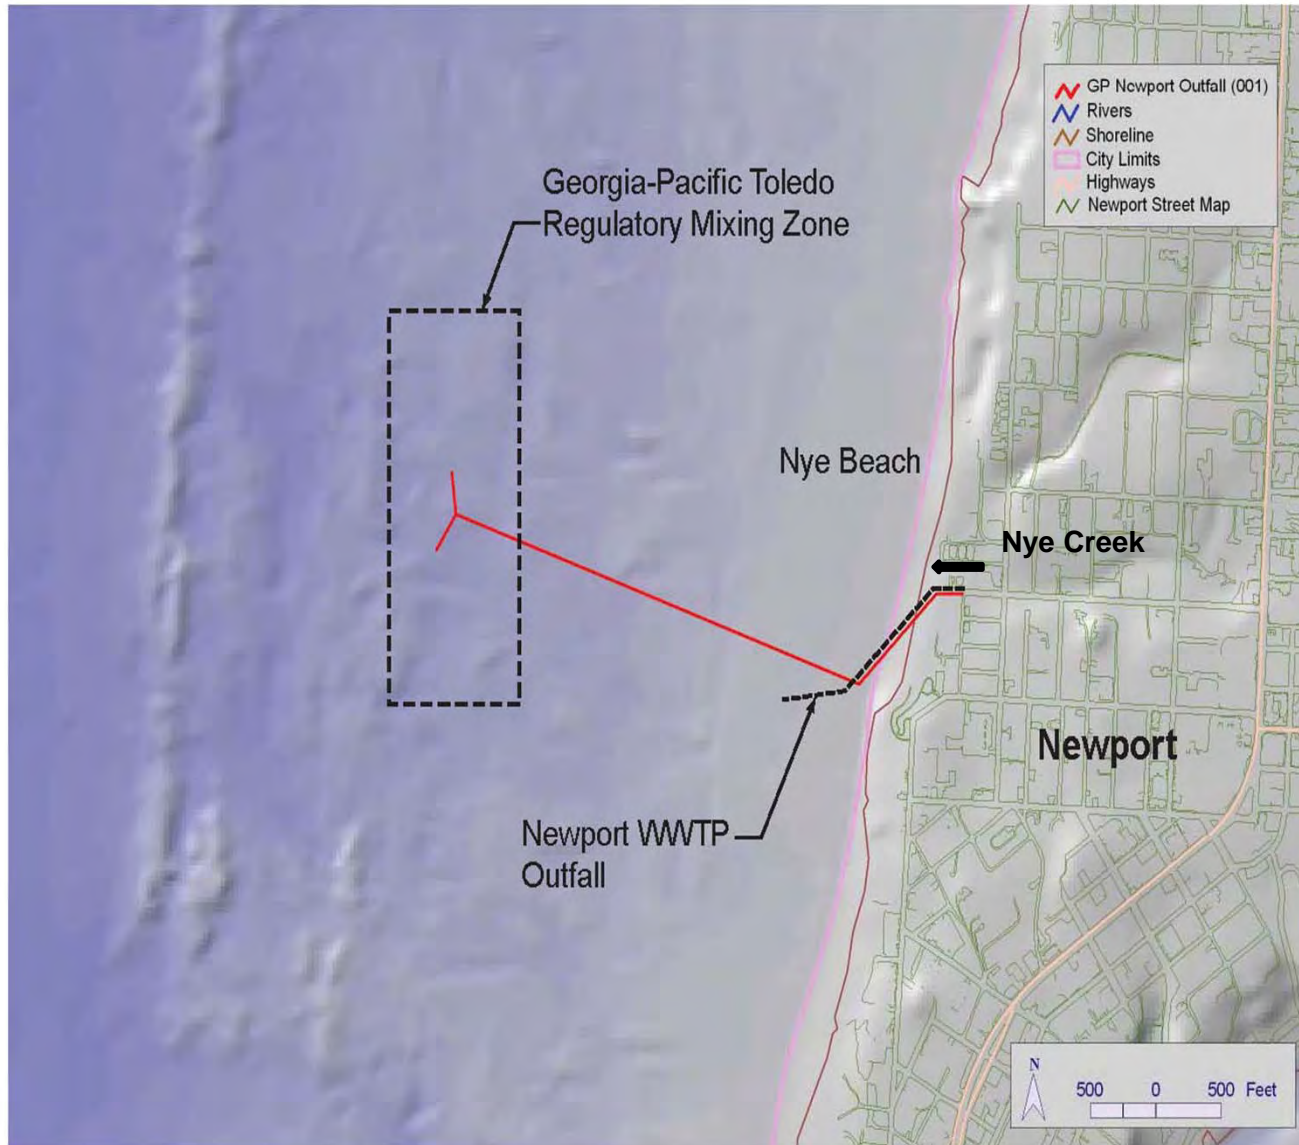 GP Newport Outfall (001)
Rivers
Shoreline
City Limits
Highways
Newport Street Map
Georgia-Pacific Toledo
Regulatory Mixing Zone
Nye Beach
Nye Creek
Newport
Newport WWTP
Outfall
N
500 0 500 Feet